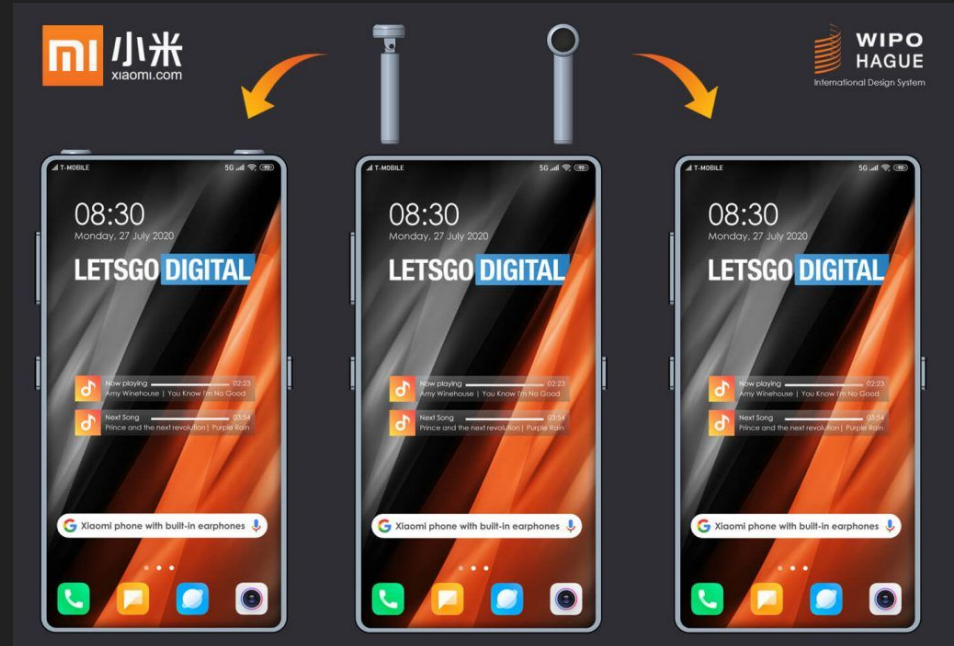 mi 小米
xiaomi.com
WIPO
HAGUE
International Design System
T-MOBILE 5G 92
08:30
Monday, 27 July 2020
LETSGO DIGITAL
Now playing 02:23
Amy Winehouse | You Know I'm No Good
Next Song 03:54
Prince and the next revolution | Purple Rain
Xiaomi phone with built-in earphones
T-MOBILE 5G 92
08:30
Monday, 27 July 2020
LETSGO DIGITAL
Now playing 02:23
Amy Winehouse | You Know I'm No Good
Next Song 03:54
Prince and the next revolution | Purple Rain
Xiaomi phone with built-in earphones
T-MOBILE 5G 92
08:30
Monday, 27 July 2020
LETSGO DIGITAL
Now playing 02:23
Amy Winehouse | You Know I'm No Good
Next Song 03:54
Prince and the next revolution | Purple Rain
Xiaomi phone with built-in earphones